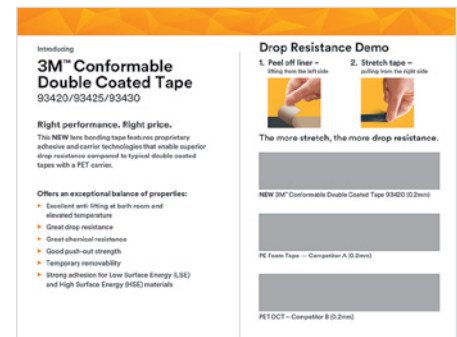 Introducing
3M™ Conformable
Double Coated Tape
93420/93425/93430
Right performance. Right price.
This NEW lens bonding tape features proprietary
adhesive and carrier technologies that enable superior
drop resistance compared to typical double coated
tapes with a PET carrier.
Offers an exceptional balance of properties:
► Excellent anti-lifting at both room and
elevated temperature
► Great drop resistance
► Great chemical resistance
► Good push-out strength
► Temporary removability
► Strong adhesion for Low Surface Energy (LSE)
and High Surface Energy (HSE) materials
Drop Resistance Demo
1. Peel off liner –
lifting from the left side
2. Stretch tape –
pulling from the right side
The more stretch, the more drop resistance.
NEW 3M™ Conformable Double Coated Tape 93420 (0.2mm)
PE Foam Tape — Competitor A (0.2mm)
PET DCT – Competitor B (0.2mm)